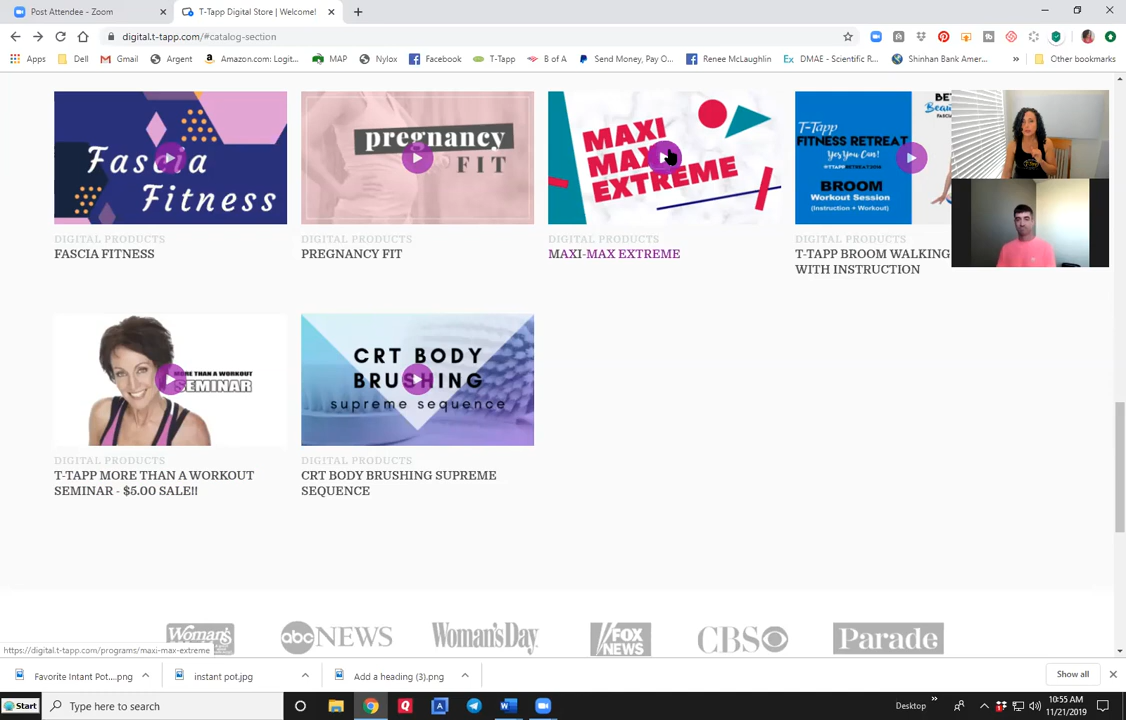 Post Attendee - Zoom
T-Tapp Digital Store | Welcome!
digital.t-tapp.com/#catalog-section
Apps
Dell
Gmail
Argent
Amazon.com: Logit...
MAP
Nylox
Facebook
T-Tapp
B of A
Send Money, Pay O...
Renee McLaughlin
DMAE - Scientific R...
Shinhan Bank Amer...
Other bookmarks
Fascia
Fitness
pregnancy
FIT
MAXI
MAX
EXTREME
T-Tapp
FITNESS RETREAT
Yes You Can!
BROOM
Workout Session
(Instruction + Workout)
DIGITAL PRODUCTS
FASCIA FITNESS
DIGITAL PRODUCTS
PREGNANCY FIT
DIGITAL PRODUCTS
MAXI-MAX EXTREME
DIGITAL PRODUCTS
T-TAPP BROOM WALKING
WITH INSTRUCTION
MORE THAN A WORKOUT
SEMINAR
CRT BODY
BRUSHING
supreme sequence
DIGITAL PRODUCTS
T-TAPP MORE THAN A WORKOUT
SEMINAR - $5.00 SALE!!
DIGITAL PRODUCTS
CRT BODY BRUSHING SUPREME
SEQUENCE
Woman's
abc NEWS
Woman'sDay
FOX
NEWS
CBS
Parade
https://digital.t-tapp.com/programs/maxi-max-extreme
Favorite Intant Pot....png
instant pot.jpg
Add a heading (3).png
Show all
Start
Type here to search
Desktop
10:55 AM
11/21/2019